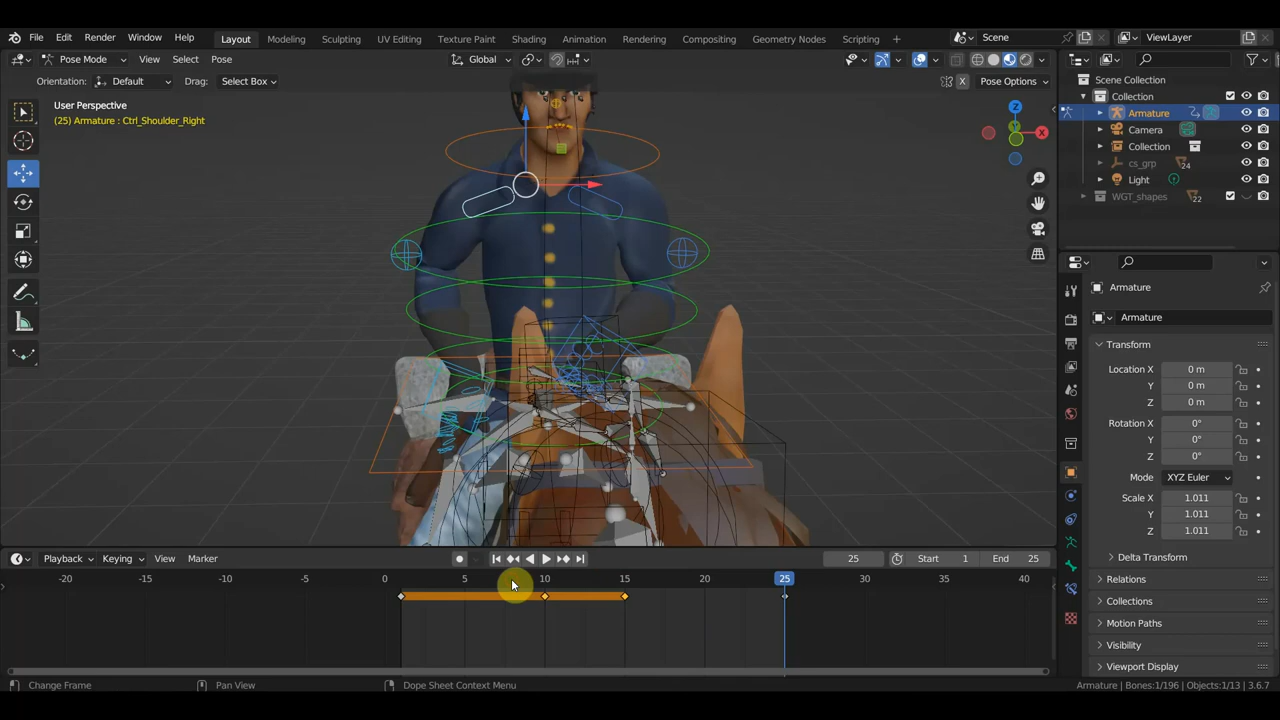 File Edit Render Window Help Layout Modeling Sculpting UV Editing Texture Paint Shading Animation Rendering Compositing Geometry Nodes Scripting + Scene ViewLayer
Pose Mode View Select Pose Global
Orientation: Default Drag: Select Box X Pose Options
User Perspective
(25) Armature : Ctrl_Shoulder_Right
Z
X
Y
Scene Collection
Collection
Armature
Camera
Collection
cs_grp 24
Light
WGT_shapes 22
Armature
Armature
Transform
Location X 0 m
Y 0 m
Z 0 m
Rotation X 0°
Y 0°
Z 0°
Mode XYZ Euler
Scale X 1.011
Y 1.011
Z 1.011
Delta Transform
Relations
Collections
Motion Paths
Visibility
Viewport Display
Playback Keying View Marker 25 Start 1 End 25
-20 -15 -10 -5 0 5 10 15 20 25 30 35 40
Change Frame Pan View Dope Sheet Context Menu Armature | Bones:1/196 | Objects:1/13 | 3.6.7